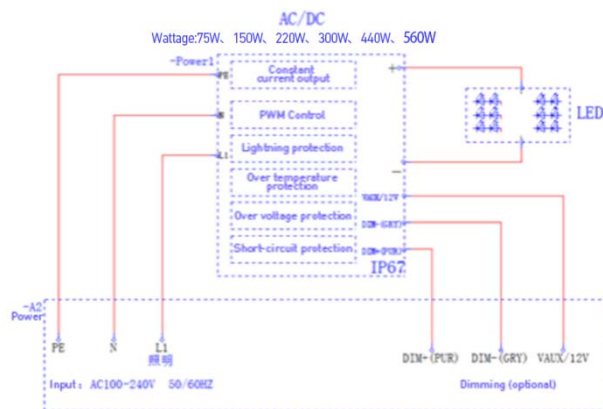 AC/DC
Wattage:75W、 150W、 220W、 300W、 440W、 560W
-Power1
PE
Constant
current output
+
N
PWM Control
LED
L1
Lightning protection
-
Over temperature
protection
VAUX/12V
Over voltage protection
DIM-(GRY)
Short-circuit protection
DIM+(PUR)
IP67
-A2
Power
PE
N
L1
照明
DIM+(PUR)
DIM-(GRY)
VAUX/12V
Input: AC100-240V 50/60HZ
Dimming (optional)